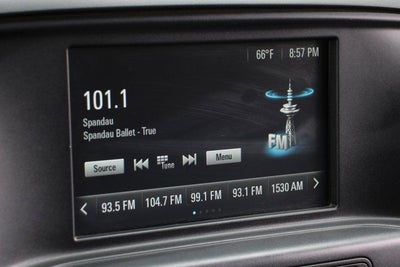 66°F 8:57 PM
101.1
Spandau
Spandau Ballet - True
FM
Source Tune Menu
93.5 FM 104.7 FM 99.1 FM 93.1 FM 1530 AM